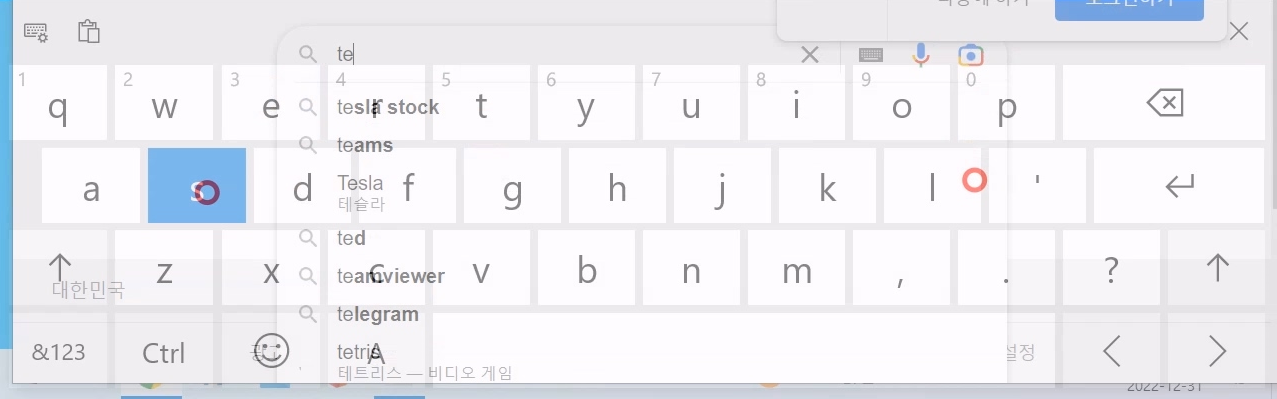 te
1 2 3 4 5 6 7 8 9 0
q w e r t y u i o p
tesla stock
teams
a s d f g h j k l '
Tesla
테슬라
ted
z x c v b n m , . ?
teamviewer
대한민국
telegram
&123 Ctrl A
설정
tetris
테트리스 — 비디오 게임
2022-12-31